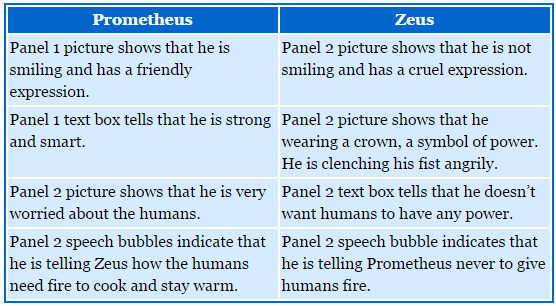 Prometheus
Zeus
Panel 1 picture shows that he is
smiling and has a friendly
expression.
Panel 2 picture shows that he is not
smiling and has a cruel expression.
Panel 1 text box tells that he is strong
and smart.
Panel 2 picture shows that he
wearing a crown, a symbol of power.
He is clenching his fist angrily.
Panel 2 picture shows that he is very
worried about the humans.
Panel 2 text box tells that he doesn’t
want humans to have any power.
Panel 2 speech bubbles indicate that
he is telling Zeus how the humans
need fire to cook and stay warm.
Panel 2 speech bubble indicates that
he is telling Prometheus never to give
humans fire.